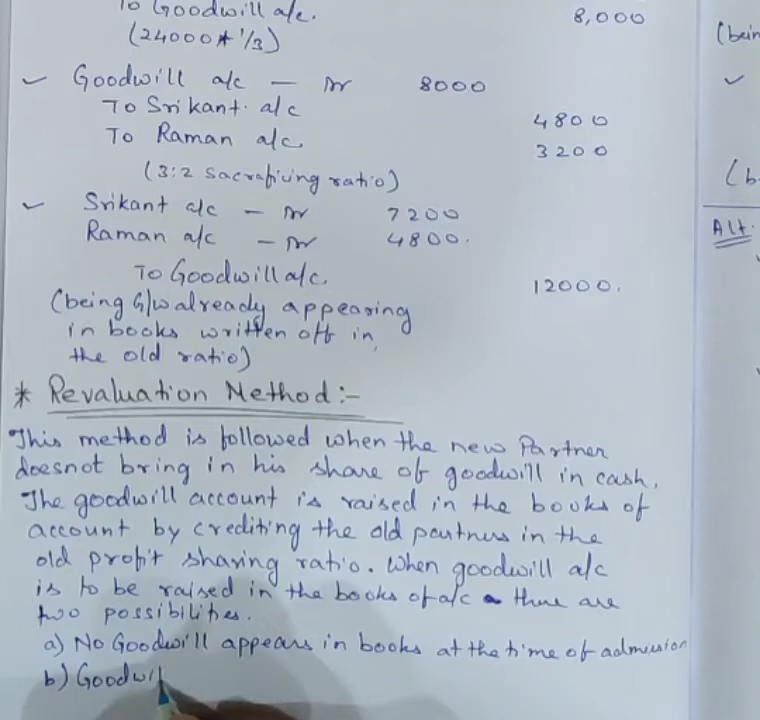 To Goodwill a/c. 8,000
(24000*1/3)
✓ Goodwill a/c — Dr 8000
To Srikant. a/c 4800
To Raman a/c. 3200
(3:2 sacraficing ratio)
✓ Srikant a/c — Dr 7200
Raman a/c — Dr 4800.
To Goodwill a/c. 12000.
(being G/w already appearing
in books written off in
the old ratio)
* Revaluation Method:-
This method is followed when the new Partner
doesnot bring in his share of goodwill in cash.
The goodwill account is raised in the books of
account by crediting the old partners in the
old profit sharing ratio. When goodwill a/c
is to be raised in the books of a/c there are
two possibilities.
a) No Goodwill appears in books at the time of admission
b) Goodwil
(bein
✓
(b
Alt.